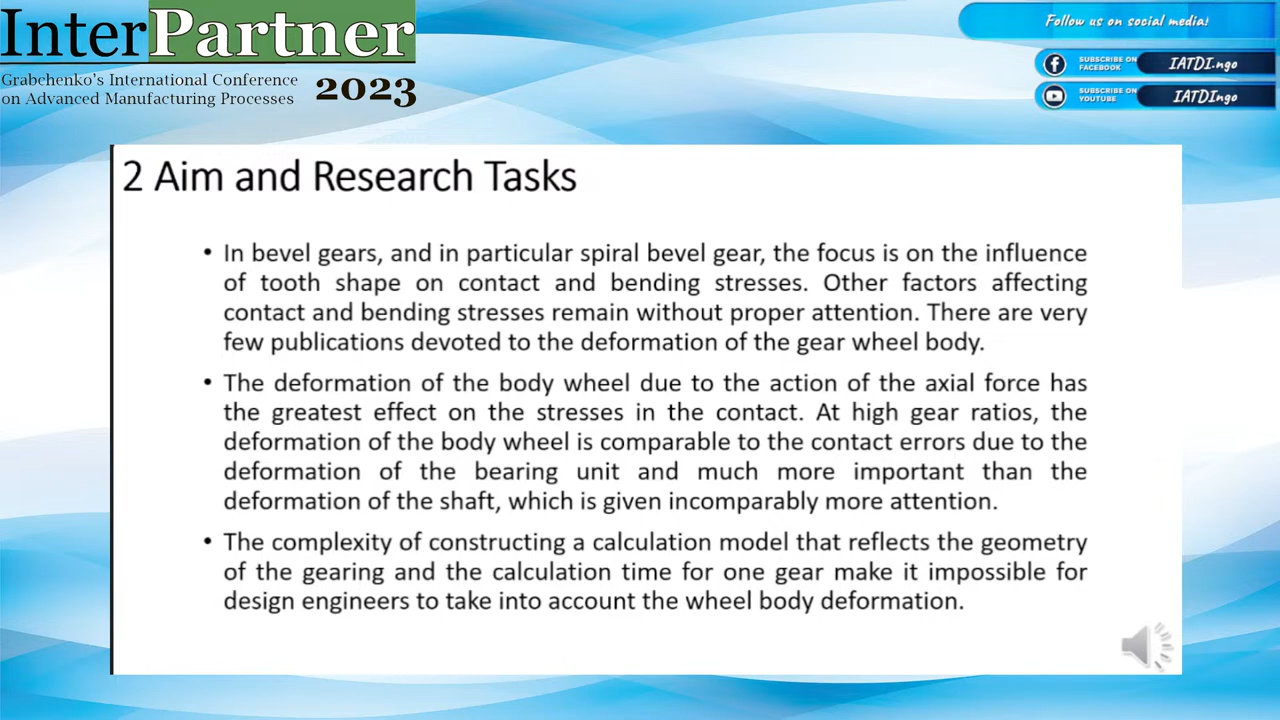 InterPartner
Grabchenko's International Conference
on Advanced Manufacturing Processes
2023
Follow us on social media!
SUBSCRIBE ON
FACEBOOK
IATDI.ngo
SUBSCRIBE ON
YOUTUBE
IATDIngo
2 Aim and Research Tasks
• In bevel gears, and in particular spiral bevel gear, the focus is on the influence
of tooth shape on contact and bending stresses. Other factors affecting
contact and bending stresses remain without proper attention. There are very
few publications devoted to the deformation of the gear wheel body.
• The deformation of the body wheel due to the action of the axial force has
the greatest effect on the stresses in the contact. At high gear ratios, the
deformation of the body wheel is comparable to the contact errors due to the
deformation of the bearing unit and much more important than the
deformation of the shaft, which is given incomparably more attention.
• The complexity of constructing a calculation model that reflects the geometry
of the gearing and the calculation time for one gear make it impossible for
design engineers to take into account the wheel body deformation.